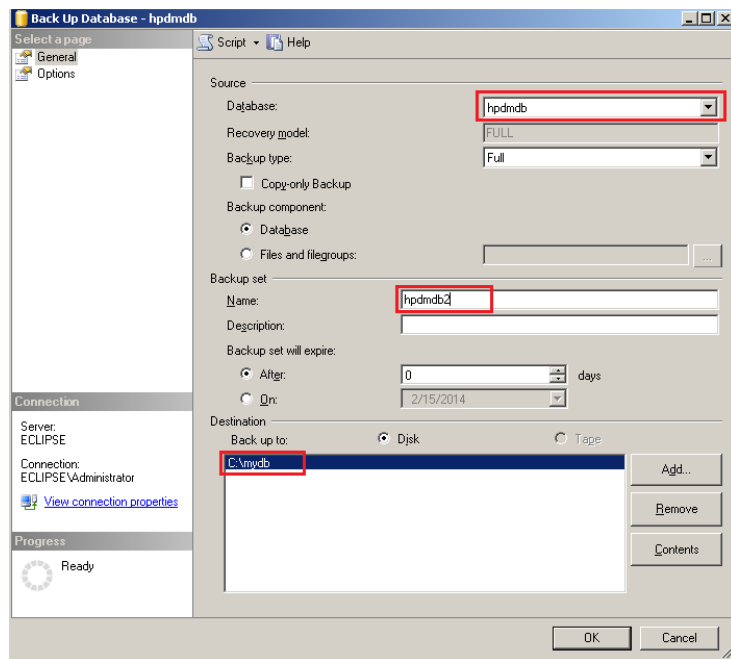 Back Up Database - hpdmdb
Select a page
General
Options
Script Help
Source
Database: hpdmdb
Recovery model: FULL
Backup type: Full
Copy-only Backup
Backup component:
Database
Files and filegroups: ...
Backup set
Name: hpdmdb2
Description:
Backup set will expire:
After: 0 days
On: 2/15/2014
Destination
Back up to: Disk Tape
C:\mydb
Add...
Remove
Contents
Connection
Server:
ECLIPSE
Connection:
ECLIPSE\Administrator
View connection properties
Progress
Ready
OK Cancel